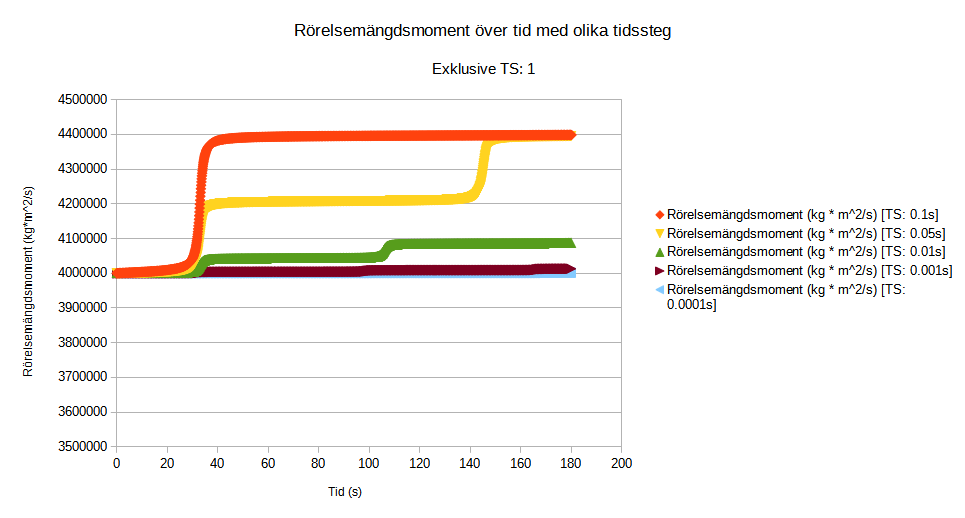 Rörelsemängdsmoment över tid med olika tidssteg
Exklusive TS: 1
Rörelsemängdsmoment (kg*m^2/s)
4500000
4400000
4300000
4200000
4100000
4000000
3900000
3800000
3700000
3600000
3500000
0 20 40 60 80 100 120 140 160 180 200
Tid (s)
Rörelsemängdsmoment (kg * m^2/s) [TS: 0.1s]
Rörelsemängdsmoment (kg * m^2/s) [TS: 0.05s]
Rörelsemängdsmoment (kg * m^2/s) [TS: 0.01s]
Rörelsemängdsmoment (kg * m^2/s) [TS: 0.001s]
Rörelsemängdsmoment (kg * m^2/s) [TS:
0.0001s]